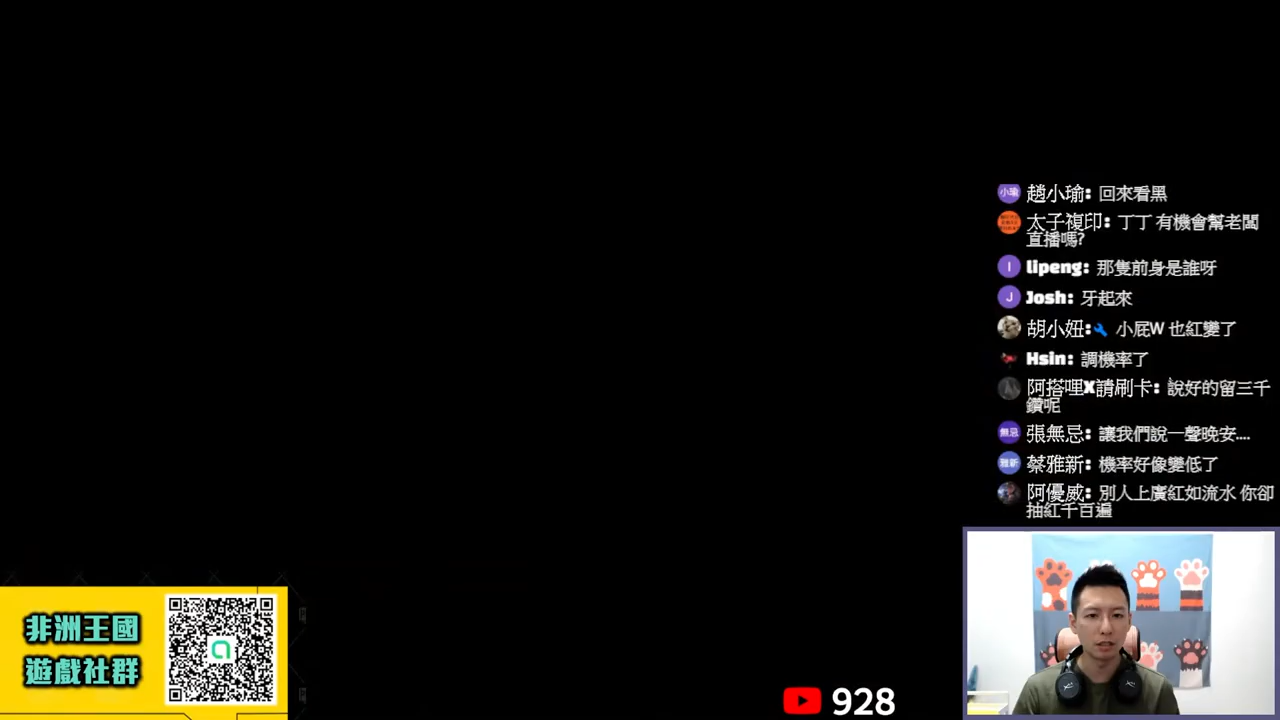 趙小瑜: 回來看黑
太子複印: 丁丁 有機會幫老闆
直播嗎?
lipeng: 那隻前身是誰呀
Josh: 牙起來
胡小妞: 小屁W 也紅變了
Hsin: 調機率了
阿搭哩X請刷卡: 說好的留三千
鑽呢
張無忌: 讓我們說一聲晚安....
蔡雅新: 機率好像變低了
阿優威: 別人上廣紅如流水 你卻
抽紅千百遍
非洲王國
遊戲社群
928